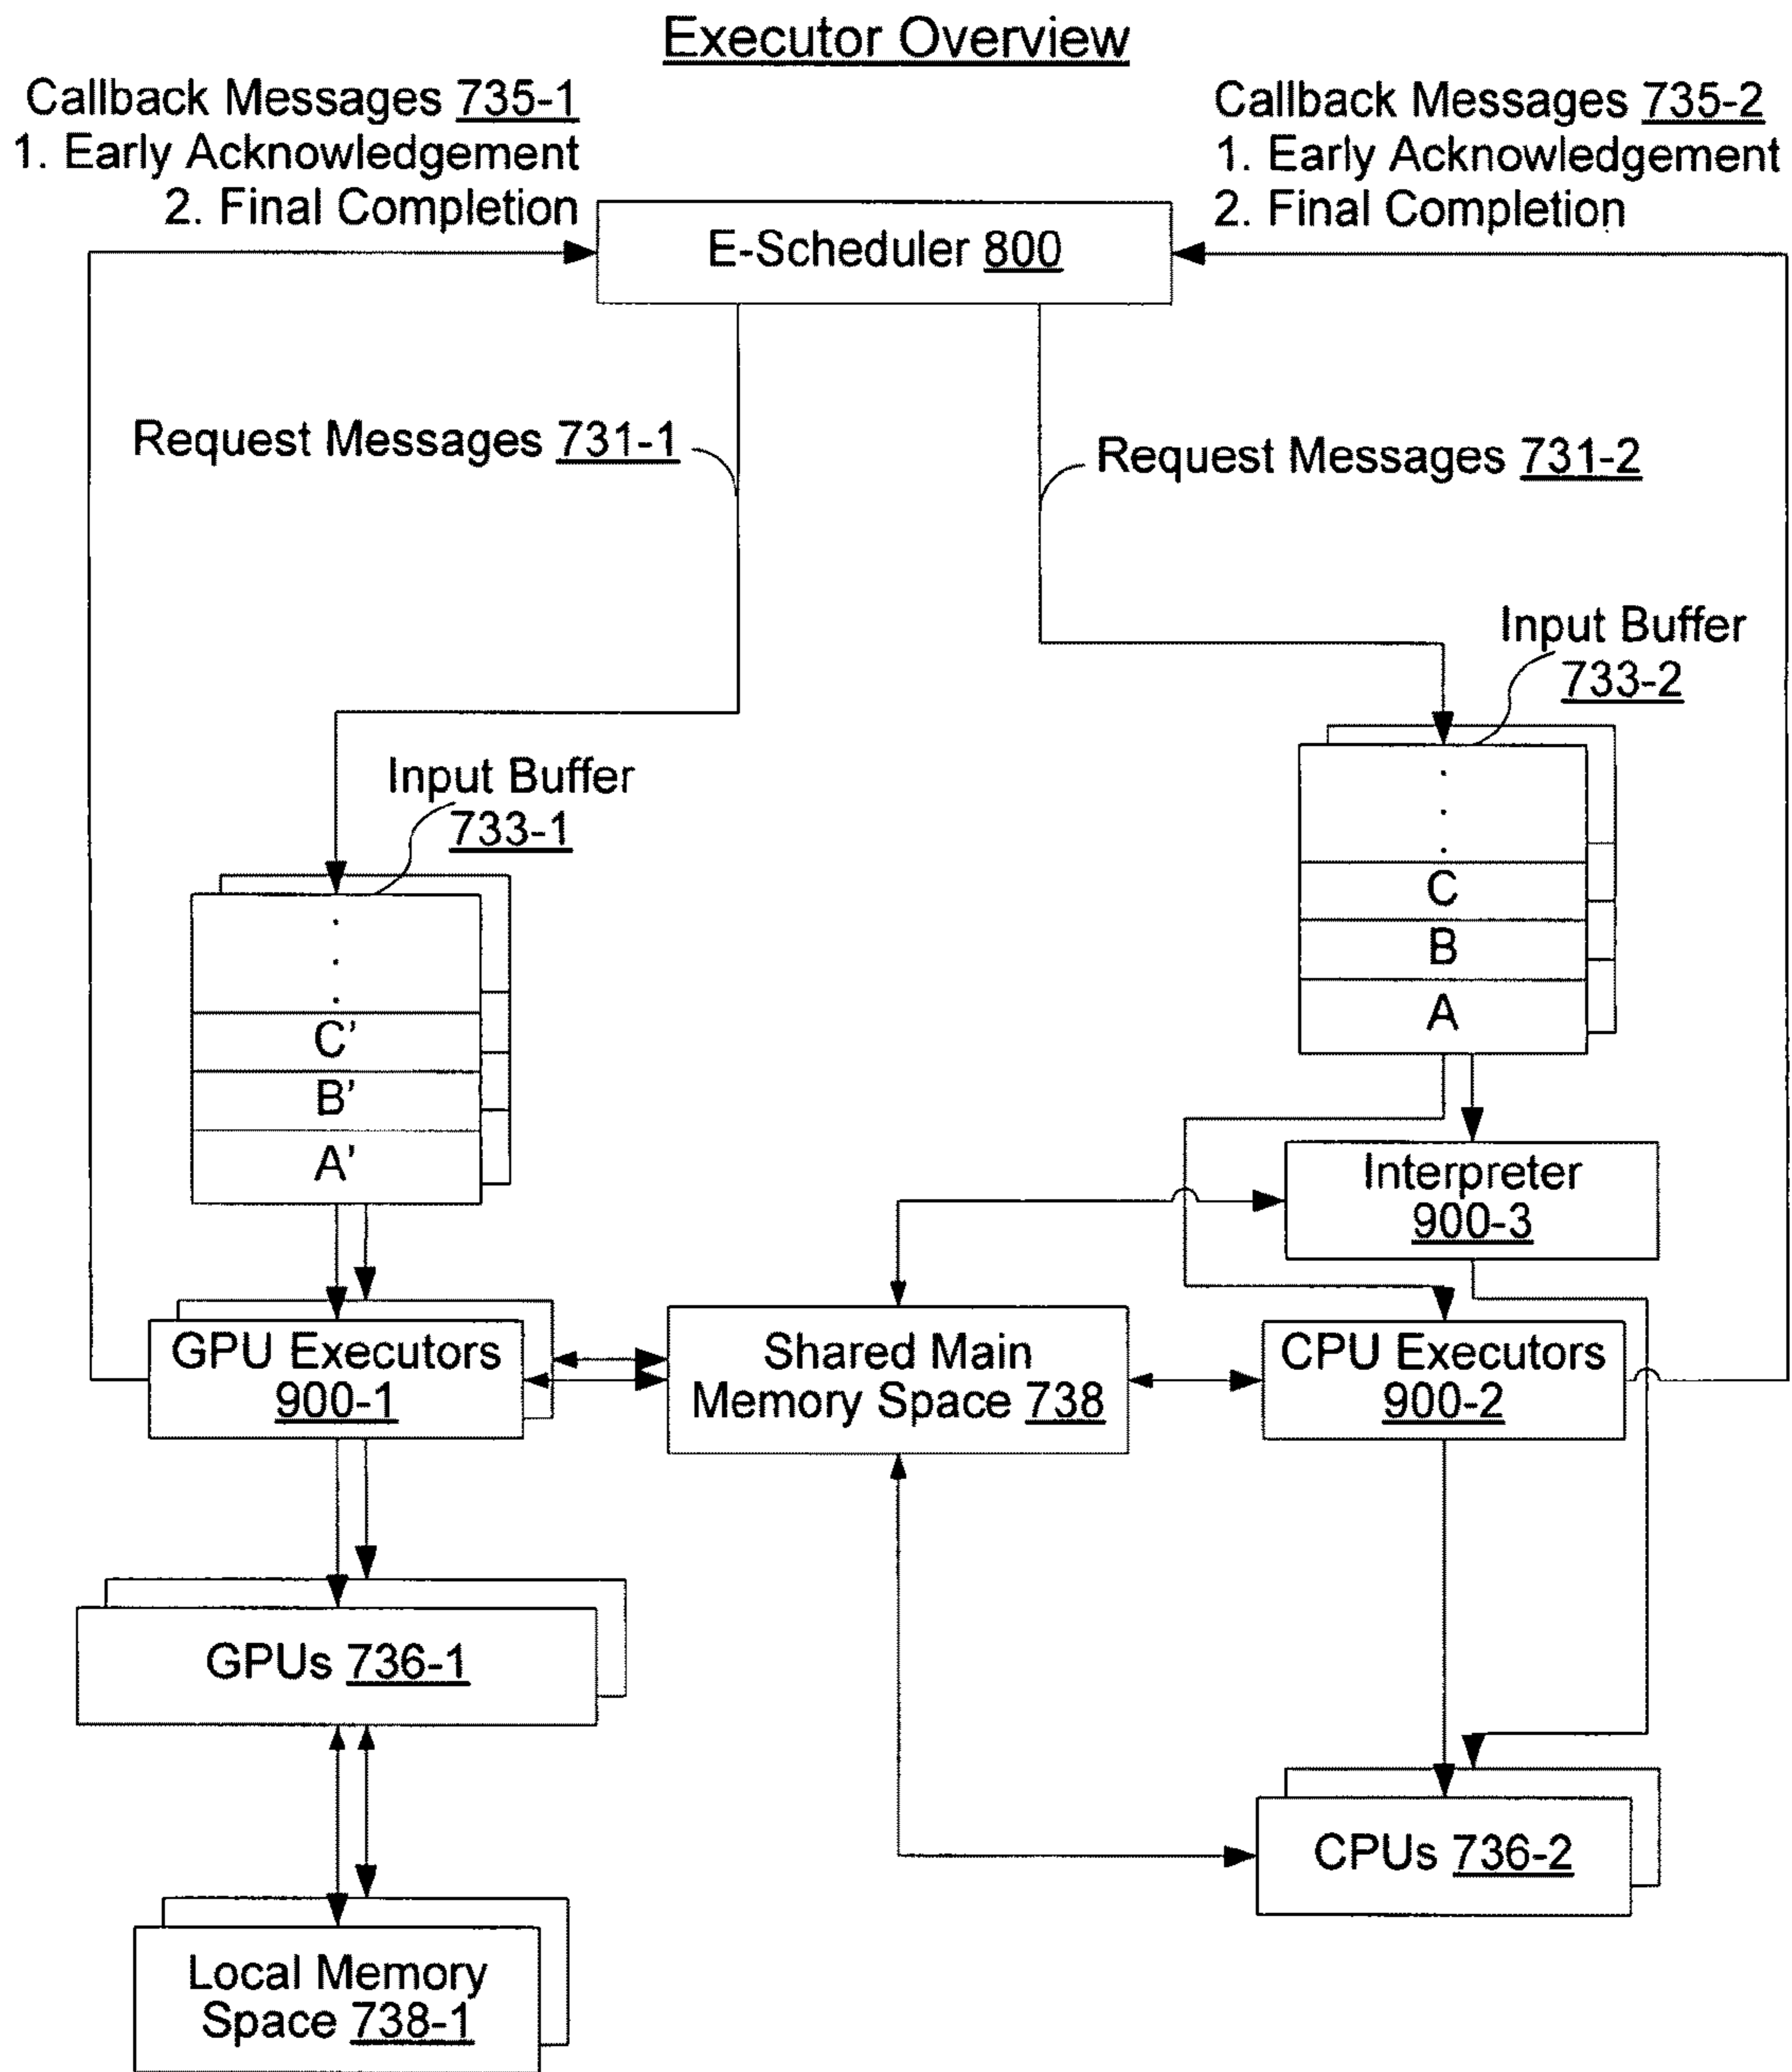 Executor Overview
Callback Messages 735-1
1. Early Acknowledgement
2. Final Completion
Callback Messages 735-2
1. Early Acknowledgement
2. Final Completion
E-Scheduler 800
Request Messages 731-1
Request Messages 731-2
Input Buffer
733-2
Input Buffer
733-1
C
B
A
C'
B'
A'
Interpreter
900-3
GPU Executors
900-1
Shared Main
Memory Space 738
CPU Executors
900-2
GPUs 736-1
CPUs 736-2
Local Memory
Space 738-1